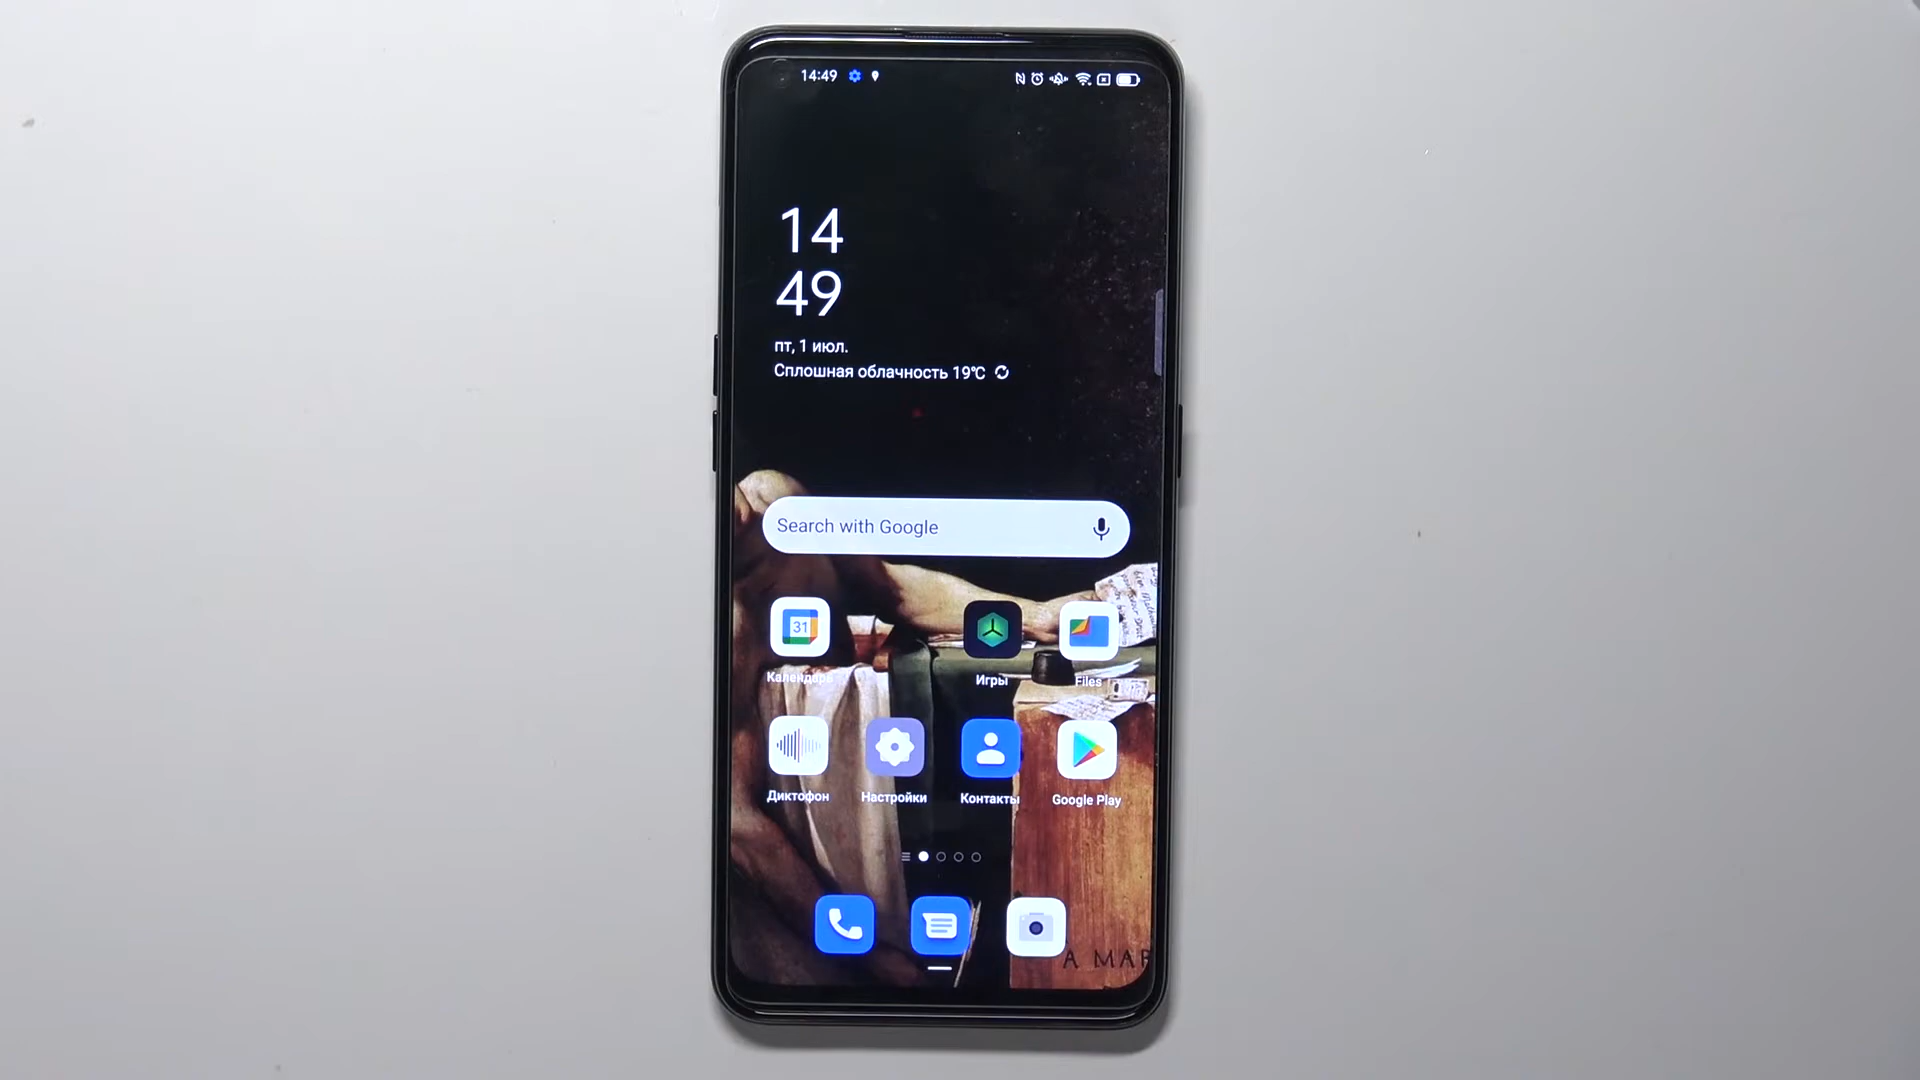 14:49
14
49
пт, 1 июл.
Сплошная облачность 19°C
Search with Google
31
Календарь
Игры
Files
Диктофон
Настройки
Контакты
Google Play
A MAR